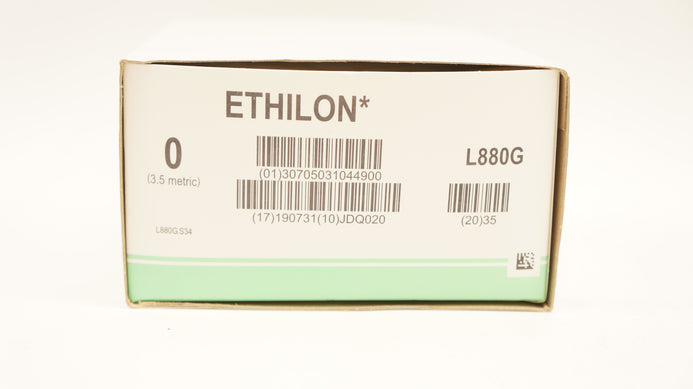 ETHILON*
0
(3.5 metric)
(01)30705031044900
L880G
(17)190731(10)JDQ020
(20)35
L880G.S34